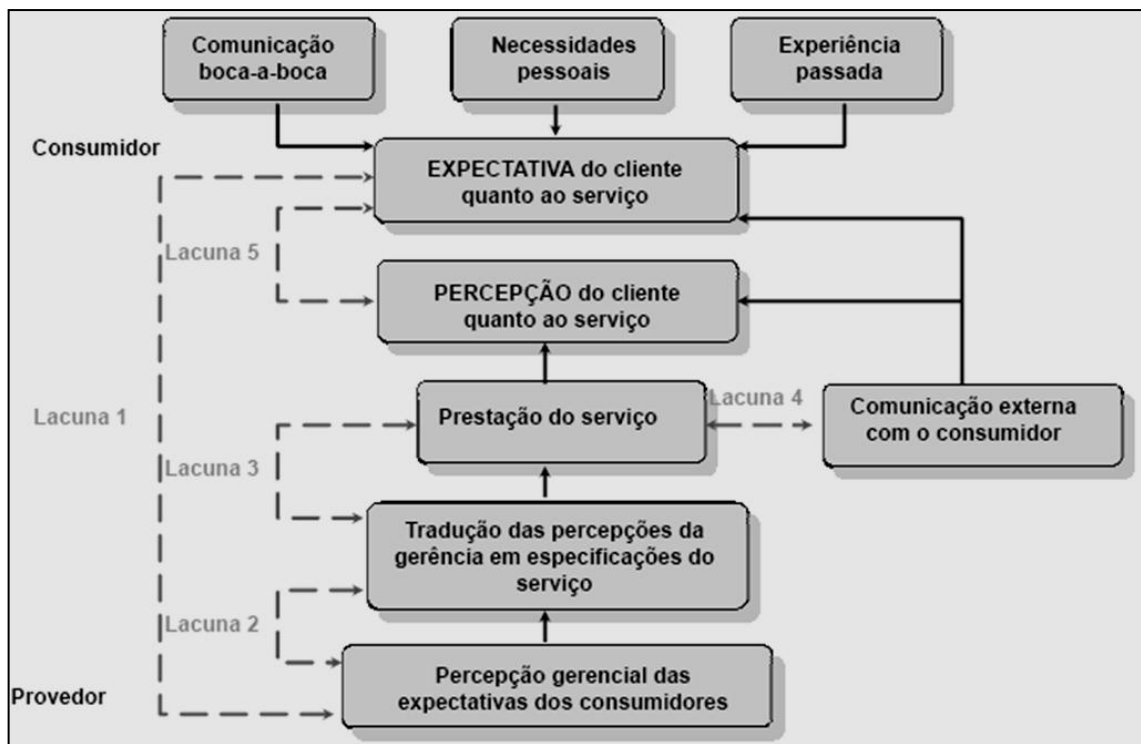 Comunicação
boca-a-boca
Necessidades
pessoais
Experiência
passada
Consumidor
EXPECTATIVA do cliente
quanto ao serviço
Lacuna 5
PERCEPÇÃO do cliente
quanto ao serviço
Lacuna 1
Prestação do serviço
Lacuna 4
Comunicação externa
com o consumidor
Lacuna 3
Tradução das percepções da
gerência em especificações do
serviço
Lacuna 2
Percepção gerencial das
expectativas dos consumidores
Provedor